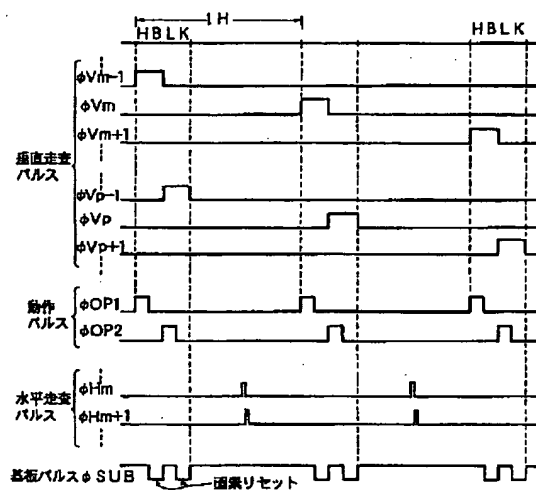 1H
HBLK HBLK
φVm-1
φVm
φVm+1
垂直走査
パルス
φVp-1
φVp
φVp+1
動作
パルス
φOP1
φOP2
水平走査
パルス
φHm
φHm+1
基板パルスφSUB
画素リセット